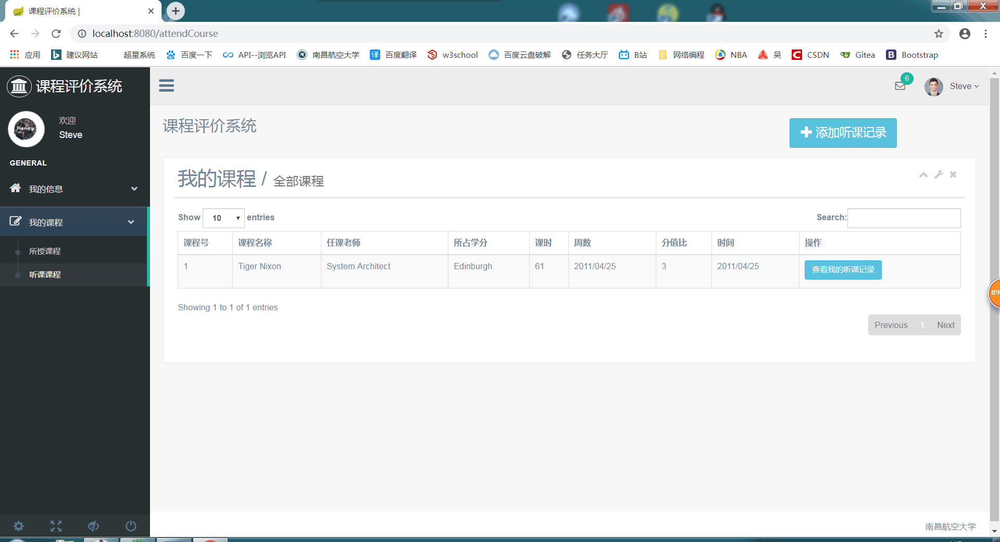 课程评价系统 |
localhost:8080/attendCourse
应用 建议网站 超星系统 百度一下 API--浏览API 南昌航空大学 百度翻译 w3school 百度云盘破解 任务大厅 B站 网络编程 NBA 吴 CSDN Gitea Bootstrap
课程评价系统
6
Steve
欢迎
Steve
Fancy
GENERAL
我的信息
我的课程
所授课程
听课课程
课程评价系统
添加听课记录
我的课程 / 全部课程
Show 10 entries
Search:
课程号 课程名称 任课老师 所占学分 课时 周数 分值比 时间 操作
1 Tiger Nixon System Architect Edinburgh 61 2011/04/25 3 2011/04/25 查看我的听课记录
Showing 1 to 1 of 1 entries
Previous 1 Next
89
南昌航空大学